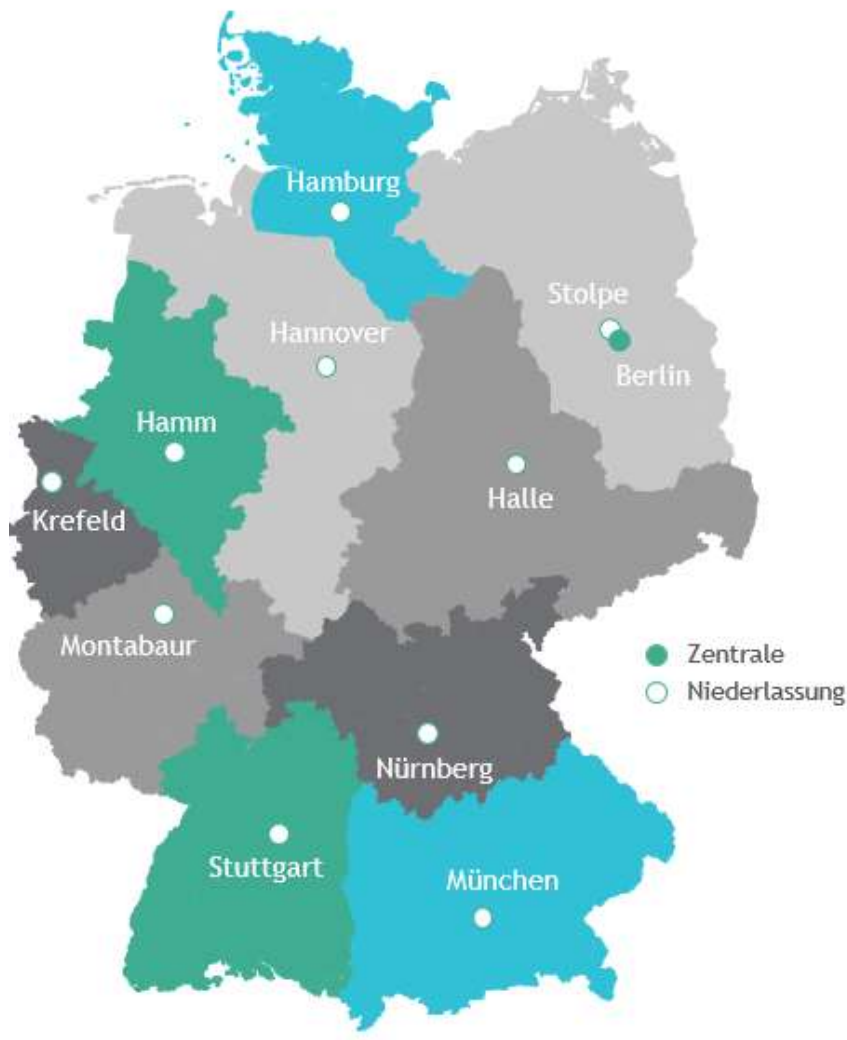 Hamburg
Stolpe
Hannover
Berlin
Hamm
Halle
Krefeld
Montabaur
Zentrale
Niederlassung
Nürnberg
Stuttgart
München